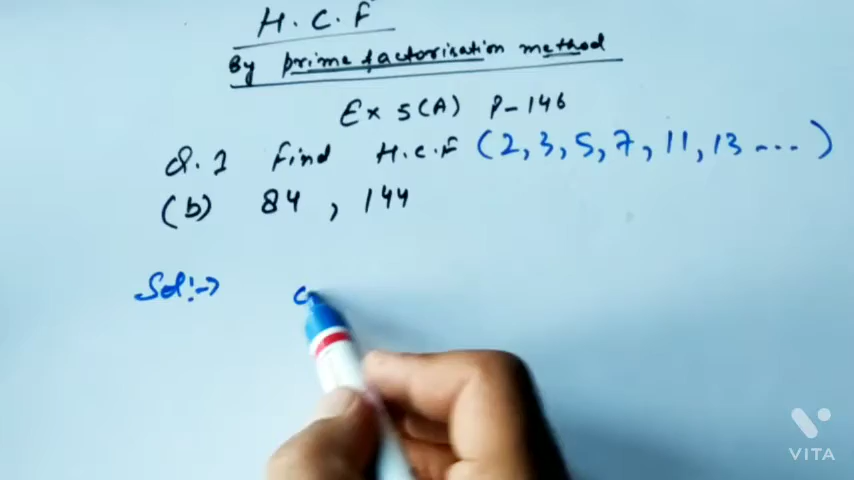 H.C.F
By prime factorisation method
Ex 5(A) P-146
Q.1 Find H.C.F (2, 3, 5, 7, 11, 13 ---- )
(b) 84 , 144
Sol:->
VITA